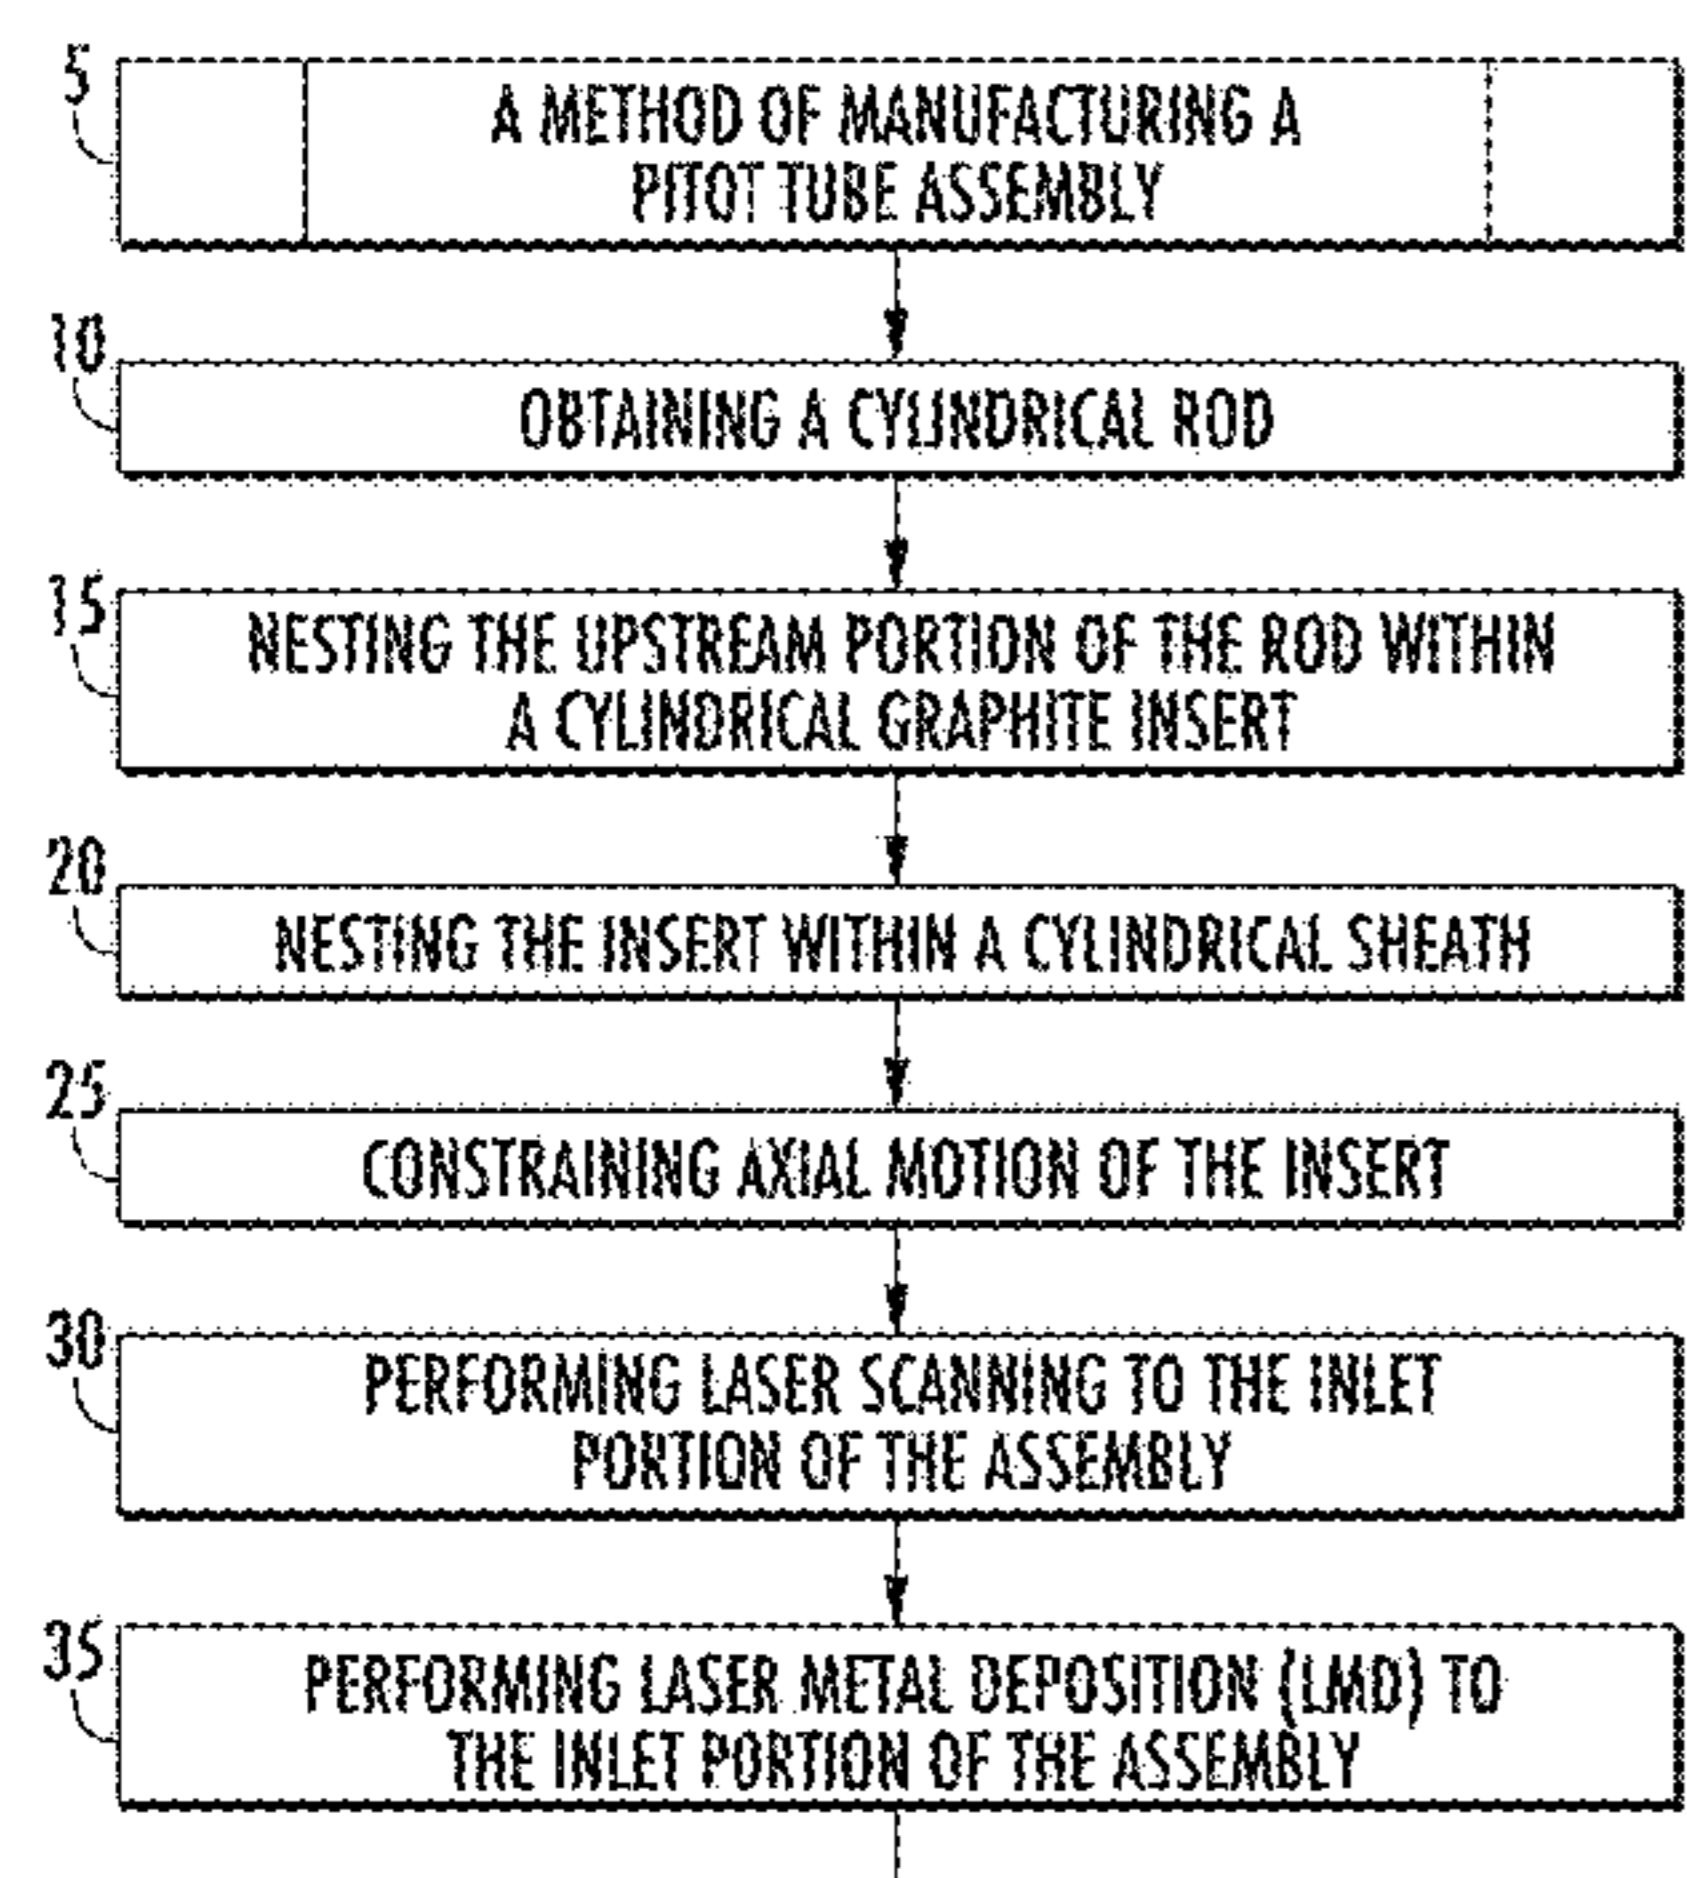 5
A METHOD OF MANUFACTURING A
PITOT TUBE ASSEMBLY
10
OBTAINING A CYLINDRICAL ROD
15
NESTING THE UPSTREAM PORTION OF THE ROD WITHIN
A CYLINDRICAL GRAPHITE INSERT
20
NESTING THE INSERT WITHIN A CYLINDRICAL SHEATH
25
CONSTRAINING AXIAL MOTION OF THE INSERT
30
PERFORMING LASER SCANNING TO THE INLET
PORTION OF THE ASSEMBLY
35
PERFORMING LASER METAL DEPOSITION (LMD) TO
THE INLET PORTION OF THE ASSEMBLY